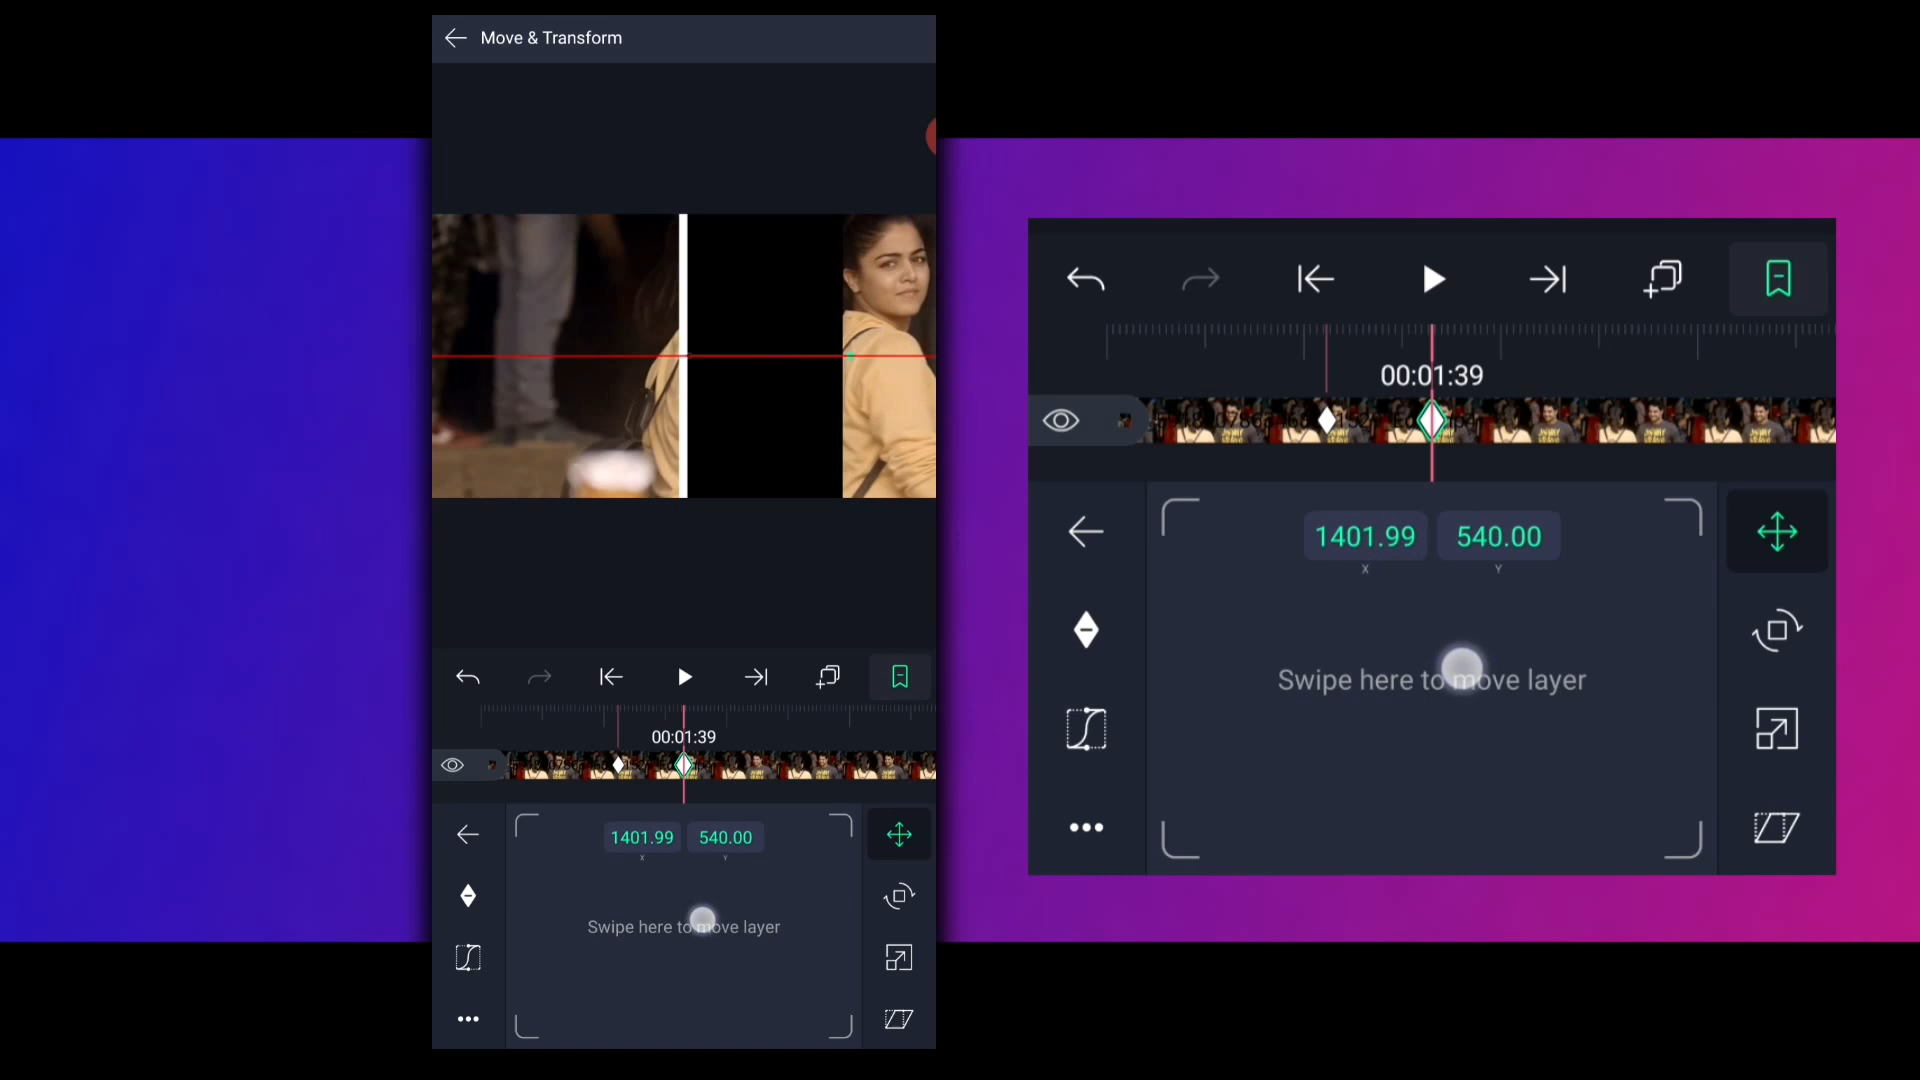 Move & Transform
00:01:39
1401.99 540.00
X Y
Swipe here to move layer
00:01:39
1401.99 540.00
X Y
Swipe here to move layer